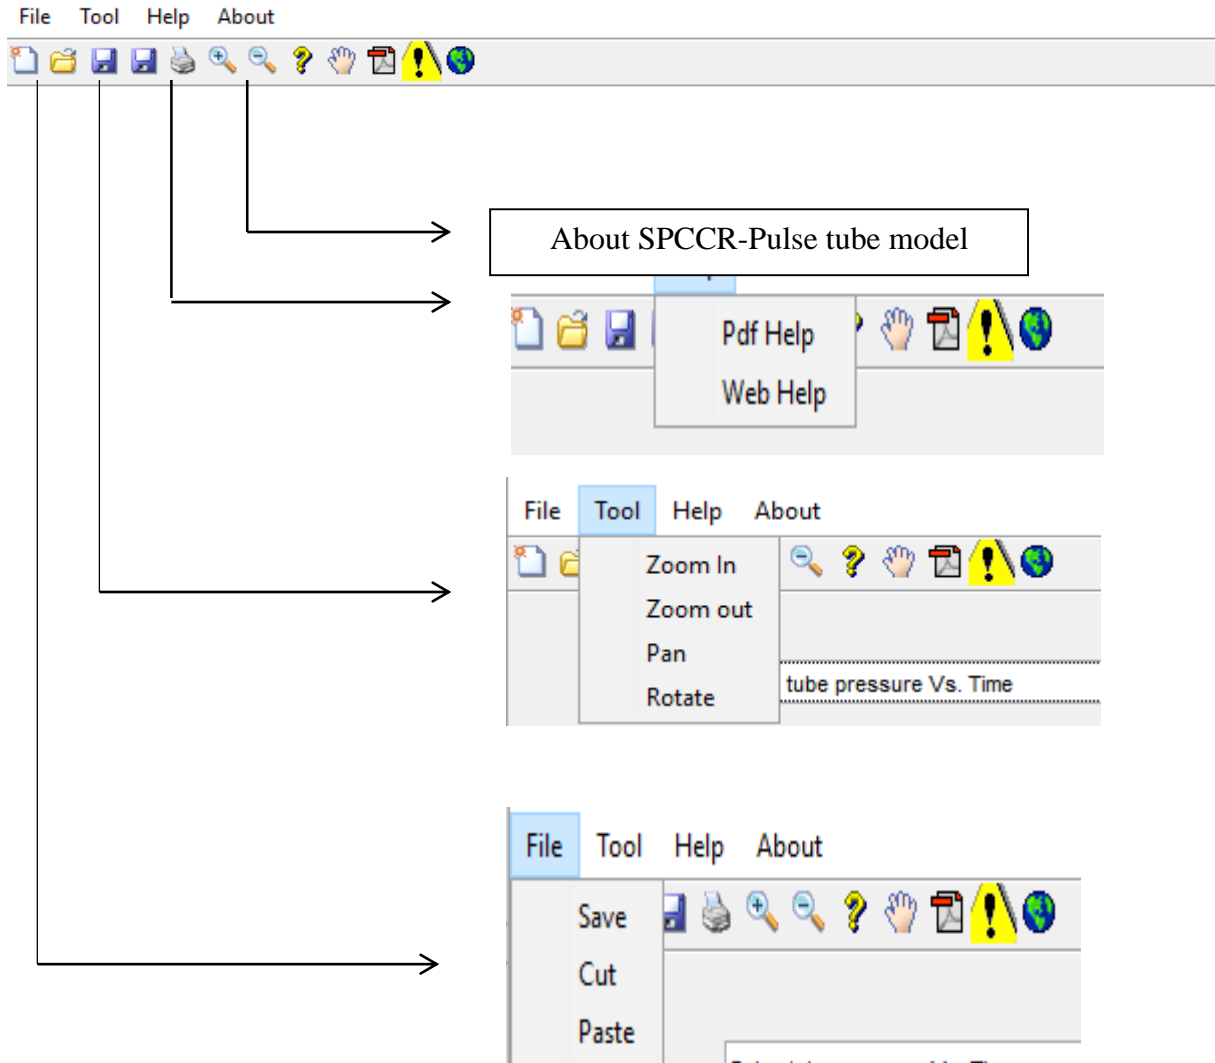 File Tool Help About
About SPCCR-Pulse tube model
Pdf Help
Web Help
File Tool Help About
Zoom In
Zoom out
Pan
tube pressure Vs. Time
Rotate
File Tool Help About
Save
Cut
Paste